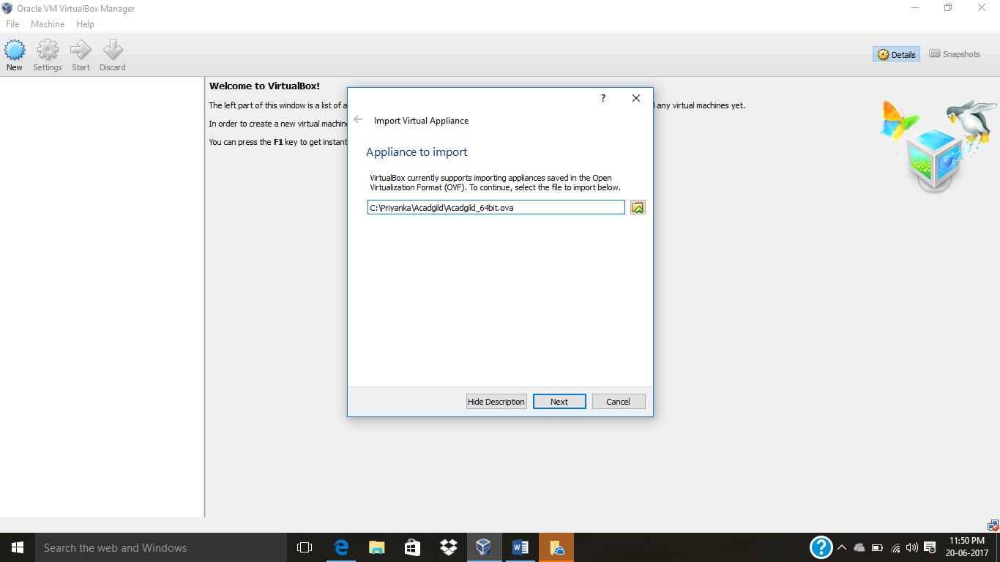 Oracle VM VirtualBox Manager
File Machine Help
New Settings Start Discard
Details Snapshots
Welcome to VirtualBox!
The left part of this window is a list of a
any virtual machines yet.
In order to create a new virtual machin
You can press the F1 key to get instant
?
Import Virtual Appliance
Appliance to import
VirtualBox currently supports importing appliances saved in the Open
Virtualization Format (OVF). To continue, select the file to import below.
C:\Priyanka\Acadgild\Acadgild_64bit.ova
Hide Description Next Cancel
Search the web and Windows
11:50 PM
20-06-2017